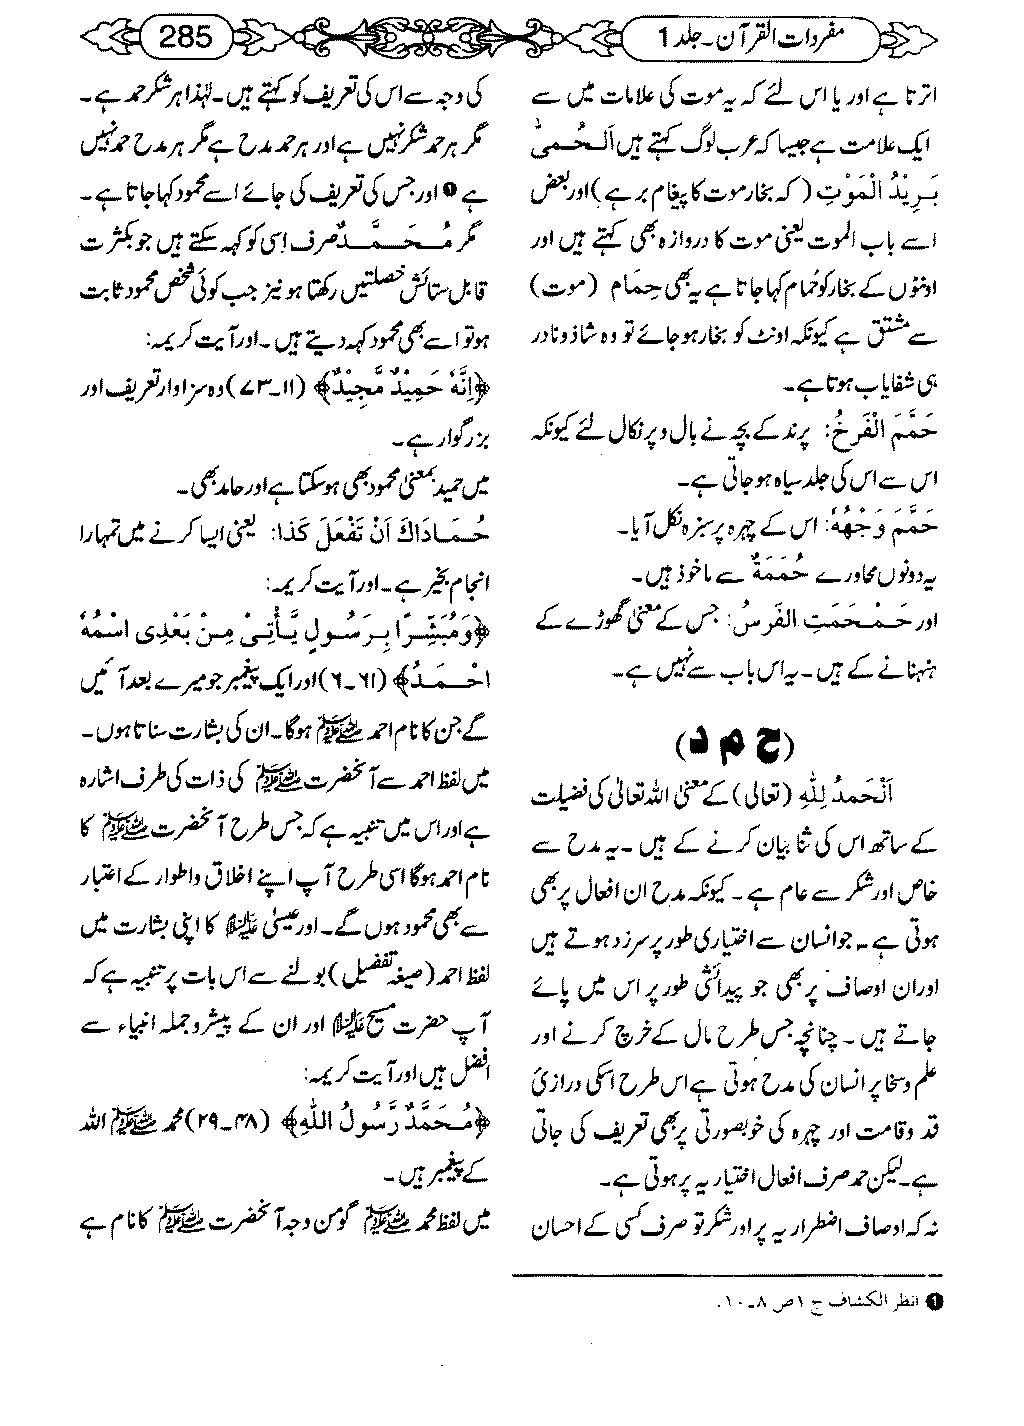 مفردات القرآن۔ جلد 1
285
اترتا ہے اور یا اس لئے کہ یہ موت کی علامات میں سے
ایک علامت ہے جیسا کہ عرب لوگ کہتے ہیں اَلْحُمّٰی
بَرِیْدُ الْمَوْتِ (کہ بخار موت کا پیغام بر ہے) اور بعض
اسے باب الموت یعنی موت کا دروازہ بھی کہتے ہیں اور
اونٹوں کے بخار کو حُمام کہا جاتا ہے یہ بھی حِمَام (موت)
سے مشتق ہے کیونکہ اونٹ کو بخار ہو جائے تو وہ شاذ و نادر
ہی شفایاب ہوتا ہے۔
حَمَّمَ الْفَرْخُ: پرند کے بچہ نے بال و پر نکال لئے کیونکہ
اس سے اس کی جلد سیاہ ہو جاتی ہے۔
حَمَّمَ وَجْھُہٗ: اس کے چہرہ پر سبزہ نکل آیا۔
یہ دونوں محاورے حُمَمَةٌ سے ماخوذ ہیں۔
اور حَمْحَمَتِ الْفَرَسُ: جس کے معنی گھوڑے کے
ہنہنانے کے ہیں۔ یہ اس باب سے نہیں ہے۔
(ح م د)
اَلْحَمدُ لِلّٰہِ (تعالی) کے معنی اللہ تعالیٰ کی فضیلت
کے ساتھ اس کی ثنا بیان کرنے کے ہیں۔ یہ مدح سے
خاص اور شکر سے عام ہے۔ کیونکہ مدح ان افعال پر بھی
ہوتی ہے۔ جو انسان سے اختیاری طور پر سرزد ہوتے ہیں
اور ان اوصاف پر بھی جو پیدائشی طور پر اس میں پائے
جاتے ہیں۔ چنانچہ جس طرح مال کے خرچ کرنے اور
علم و سخا پر انسان کی مدح ہوتی ہے اس طرح اسکی درازئ
قد و قامت اور چہرہ کی خوبصورتی پر بھی تعریف کی جاتی
ہے۔ لیکن حمد صرف افعال اختیار یہ پر ہوتی ہے۔
نہ کہ اوصاف اضطرار یہ پر اور شکر تو صرف کسی کے احسان
کی وجہ سے اس کی تعریف کو کہتے ہیں۔ لہٰذا ہر شکر حمد ہے۔
مگر ہر حمد شکر نہیں ہے اور ہر حمد مدح ہے مگر ہر مدح حمد نہیں
ہے ❶ اور جس کی تعریف کی جائے اسے محمود کہا جاتا ہے۔
مگر مُحَمَّدٌ صرف اسی کو کہہ سکتے ہیں جو بکثرت
قابل ستائش خصلتیں رکھتا ہو نیز جب کوئی شخص محمود ثابت
ہو تو اسے بھی محمود کہہ دیتے ہیں۔ اور آیت کریمہ:
﴿اِنَّهٗ حَمِيْدٌ مَّجِيْدٌ﴾ (۱۱۔۷۳) وہ سزاوار تعریف اور
بزرگوار ہے۔
میں حمید بمعنی محمود بھی ہو سکتا ہے اور حامد بھی۔
حُمَادَاكَ اَنْ تَفْعَلَ كَذَا: یعنی ایسا کرنے میں تمہارا
انجام بخیر ہے۔ اور آیت کریمہ:
﴿وَمُبَشِّرًا بِرَسُولٍ يَّأْتِىْ مِنْ بَعْدِى اسْمُهٗ
اَحْمَدُ﴾ (۶۱۔۶) اور ایک پیغمبر جو میرے بعد آئیں
گے جن کا نام احمد ﷺ ہوگا۔ ان کی بشارت سناتا ہوں۔
میں لفظ احمد سے آنحضرت ﷺ کی ذات کی طرف اشارہ
ہے اور اس میں تنبیہ ہے کہ جس طرح آنحضرت ﷺ کا
نام احمد ہوگا اسی طرح آپ اپنے اخلاق واطوار کے اعتبار
سے بھی محمود ہوں گے۔ اور عیسیٰ علیہ السلام کا اپنی بشارت میں
لفظ احمد (صیغہ تفضیل) بولنے سے اس بات پر تنبیہ ہے کہ
آپ حضرت مسیح علیہ السلام اور ان کے پیشرو جملہ انبیاء سے
افضل ہیں اور آیت کریمہ:
﴿مُحَمَّدٌ رَّسُولُ اللهِ﴾ (۴۸۔۲۹) محمد ﷺ اللہ
کے پیغمبر ہیں۔
میں لفظ محمد ﷺ گو من وجہ آنحضرت ﷺ کا نام ہے
❶ انظر الكشاف ج ۱ ص ۸۔۱۰.